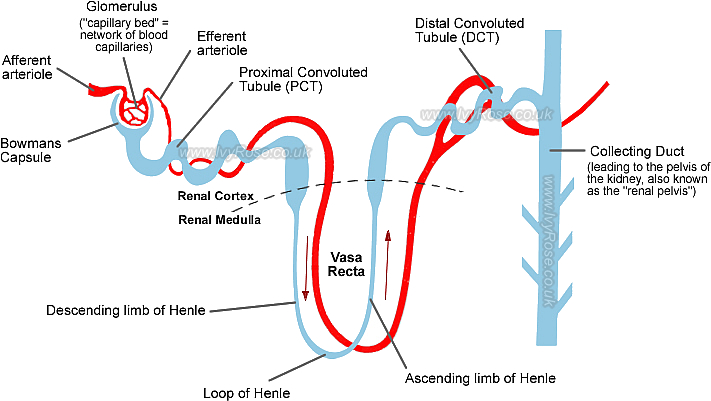 Glomerulus
("capillary bed" =
network of blood
capillaries)
Efferent
arteriole
Distal Convoluted
Tubule (DCT)
Afferent
arteriole
Proximal Convoluted
Tubule (PCT)
www.IvyRose.co.uk
Bowmans
Capsule
www.IvyRose.co.uk
Collecting Duct
(leading to the pelvis of
the kidney, also known
as the "renal pelvis")
Renal Cortex
Renal Medulla
www.IvyRose.co.uk
Vasa
Recta
Descending limb of Henle
Ascending limb of Henle
Loop of Henle